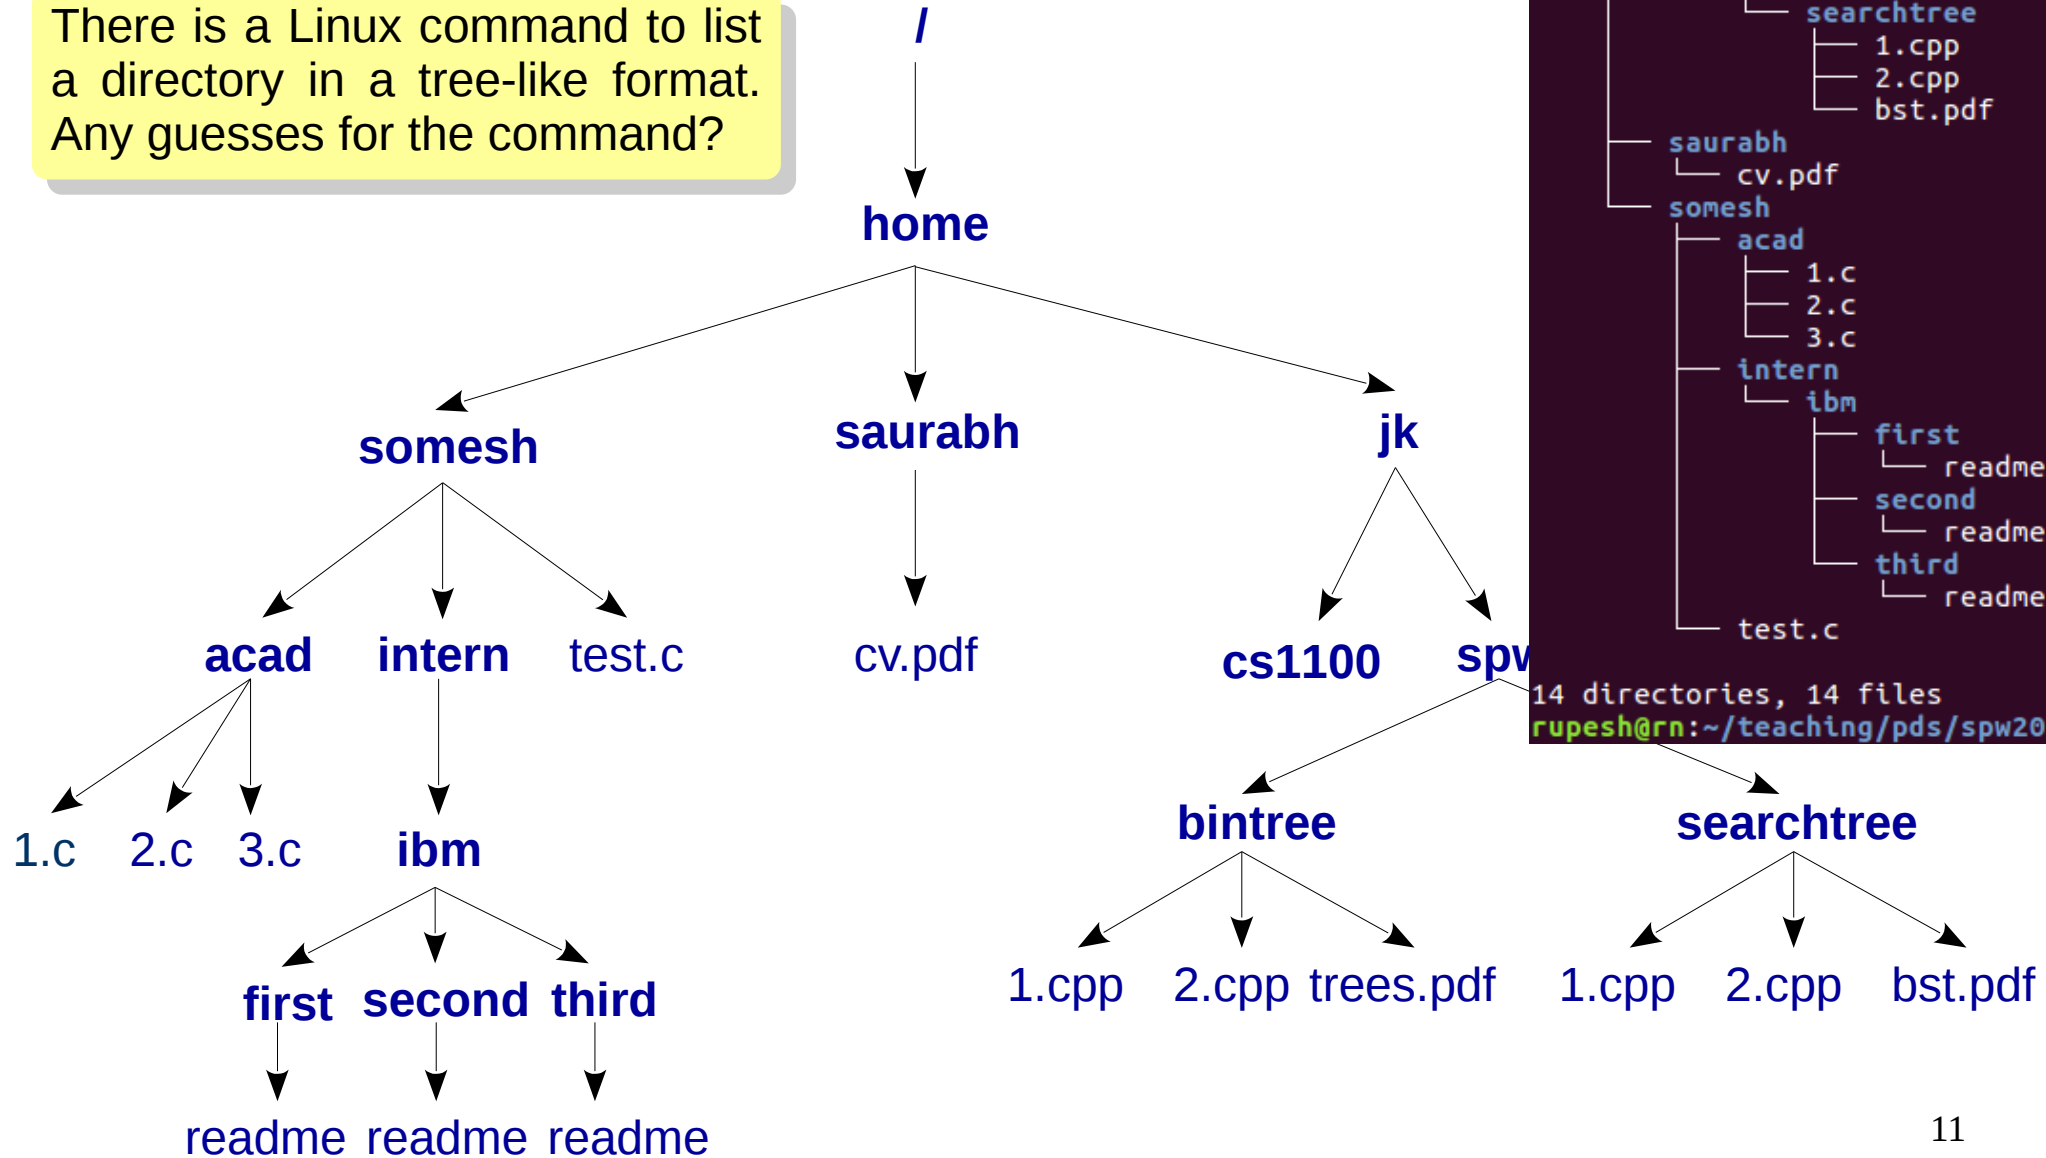 There is a Linux command to list
a directory in a tree-like format.
Any guesses for the command?
/
home
somesh saurabh jk
acad intern test.c cv.pdf cs1100 spw
1.c 2.c 3.c ibm bintree searchtree
first second third 1.cpp 2.cpp trees.pdf 1.cpp 2.cpp bst.pdf
readme readme readme
searchtree
1.cpp
2.cpp
bst.pdf
saurabh
cv.pdf
somesh
acad
1.c
2.c
3.c
intern
ibm
first
readme
second
readme
third
readme
test.c
14 directories, 14 files
rupesh@rn:~/teaching/pds/spw20
11